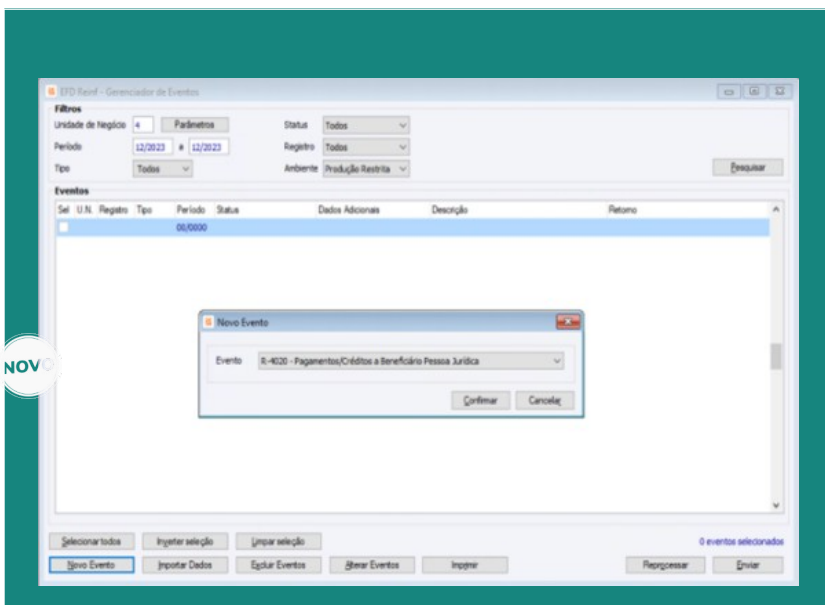 EFD Reinf - Gerenciador de Eventos
Filtros
Unidade de Negócio 4 Parâmetros Status Todos
Período 12/2023 a 12/2023 Registro Todos
Tipo Todos Ambiente Produção Restrita Pesquisar
Eventos
Sel U.N. Registro Tipo Período Status Dados Adicionais Descrição Retorno
00/0000
Novo Evento
Evento R-4020 - Pagamentos/Créditos a Beneficiário Pessoa Jurídica
NOVO
Confirmar Cancelar
Selecionar todos Inverter seleção Limpar seleção 0 eventos selecionados
Novo Evento Importar Dados Excluir Eventos Alterar Eventos Imprimir Reprocessar Enviar